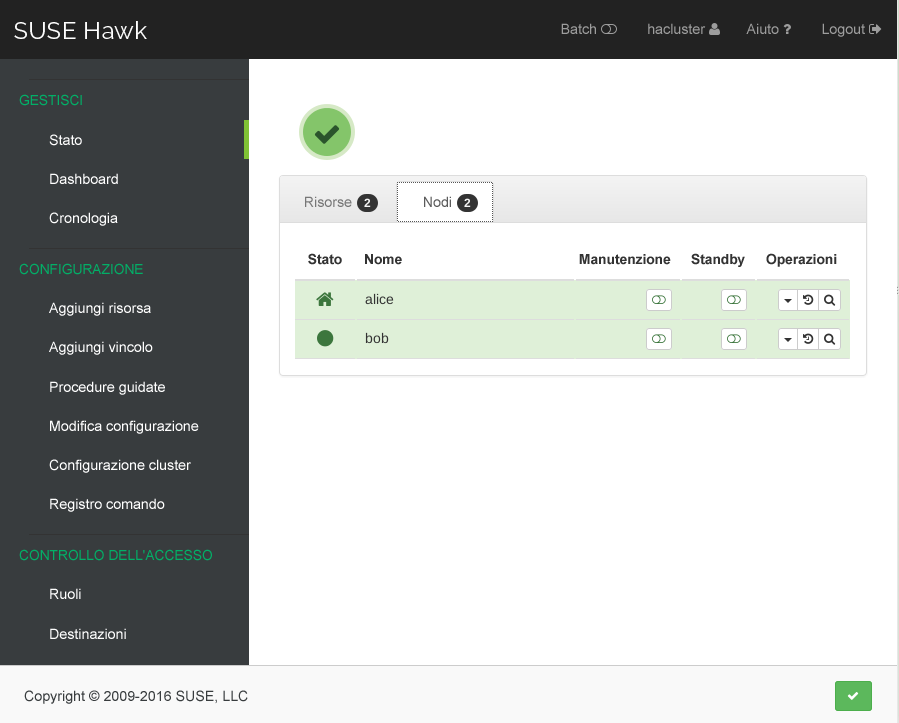 SUSE Hawk
Batch hacluster Aiuto ? Logout
GESTISCI
Stato
Dashboard
Cronologia
CONFIGURAZIONE
Aggiungi risorsa
Aggiungi vincolo
Procedure guidate
Modifica configurazione
Configurazione cluster
Registro comando
CONTROLLO DELL'ACCESSO
Ruoli
Destinazioni
Risorse 2 Nodi 2
Stato Nome Manutenzione Standby Operazioni
alice
bob
Copyright © 2009-2016 SUSE, LLC